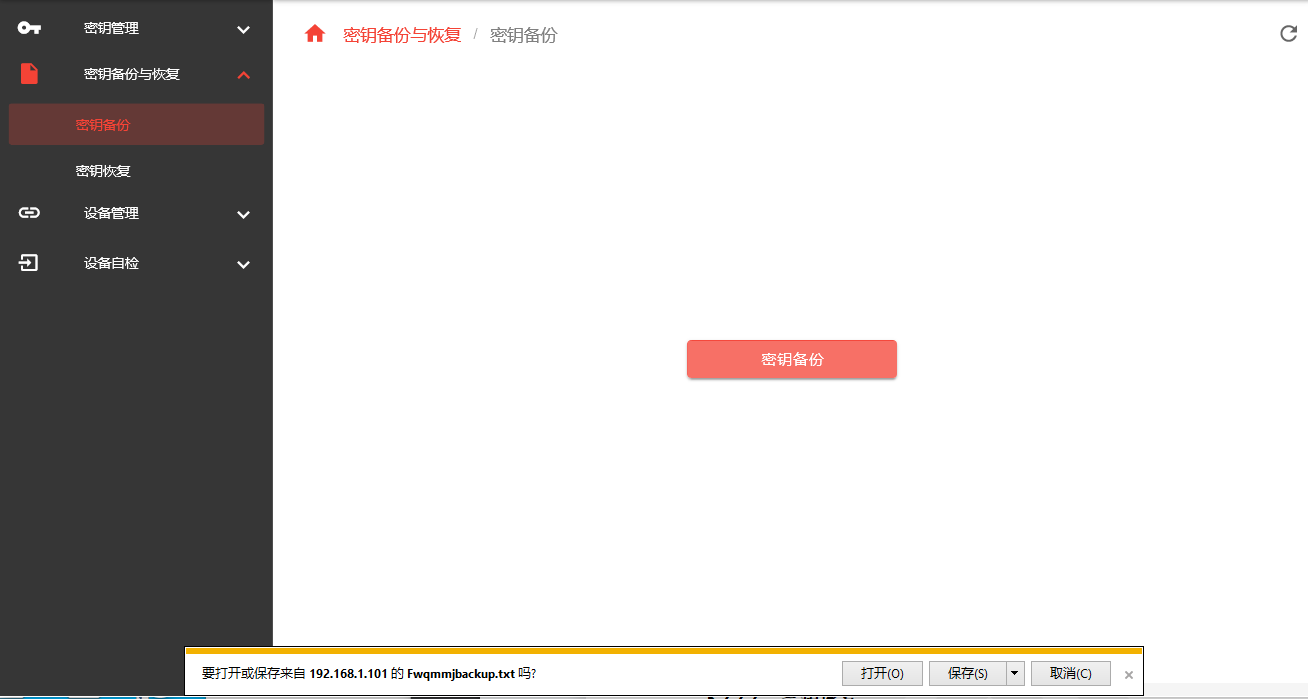 密钥管理
密钥备份与恢复
密钥备份
密钥恢复
设备管理
设备自检
密钥备份与恢复 / 密钥备份
密钥备份
要打开或保存来自 192.168.1.101 的 Fwqmmjbackup.txt 吗?
打开(O)
保存(S)
取消(C)